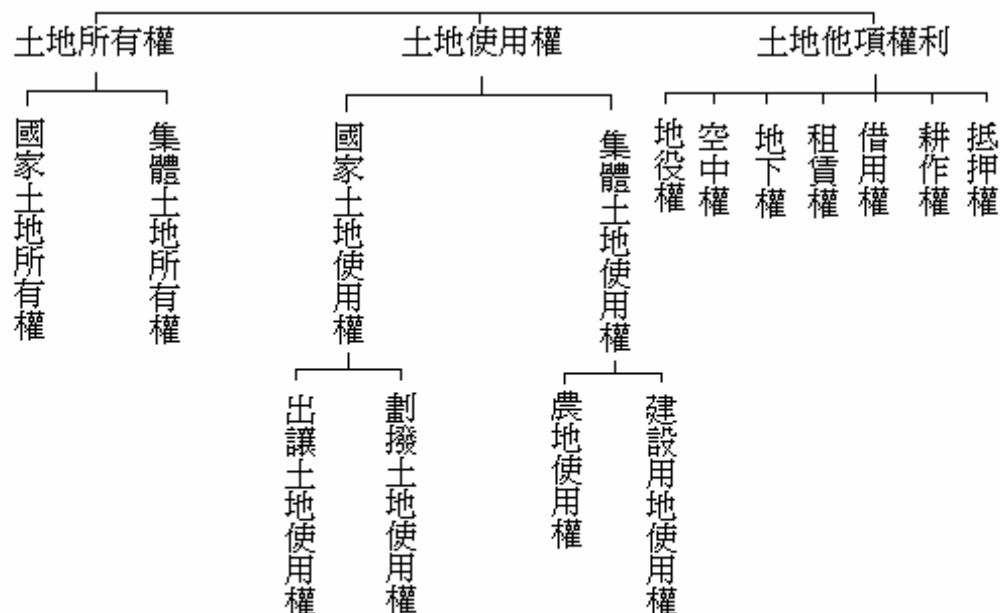 土地所有權
土地使用權
土地他項權利
國家土地所有權
集體土地所有權
國家土地使用權
集體土地使用權
地役權
空中權
地下權
租賃權
借用權
耕作權
抵押權
出讓土地使用權
劃撥土地使用權
農地使用權
建設用地使用權